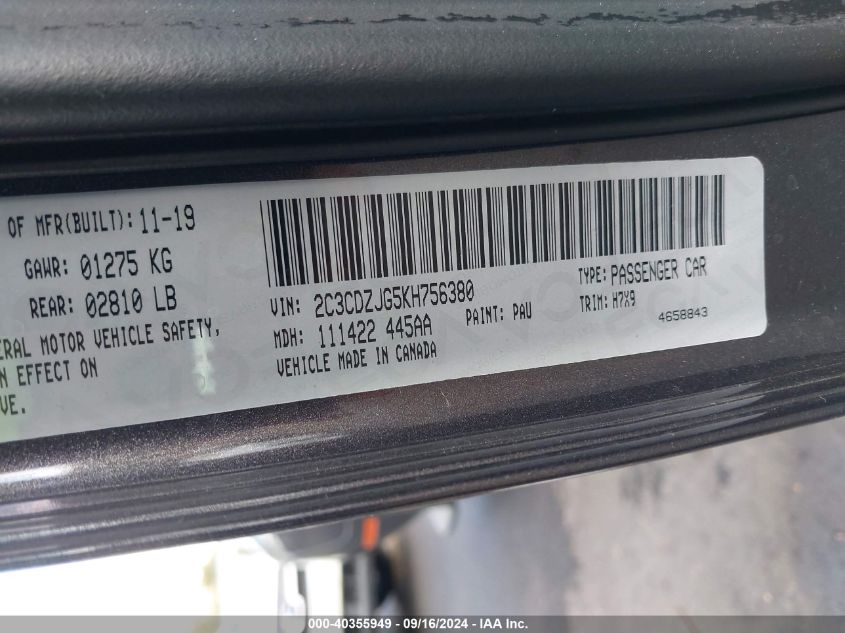 OF MFR(BUILT): 11-19
GAWR: 01275 KG
REAR: 02810 LB
ERAL MOTOR VEHICLE SAFETY,
N EFFECT ON
VE.
VIN: 2C3CDZJG5KH756380
TYPE: PASSENGER CAR
MDH: 111422 445AA
PAINT: PAU
TRIM: H7X9
VEHICLE MADE IN CANADA
4658843
000-40355949 - 09/16/2024 - IAA Inc.